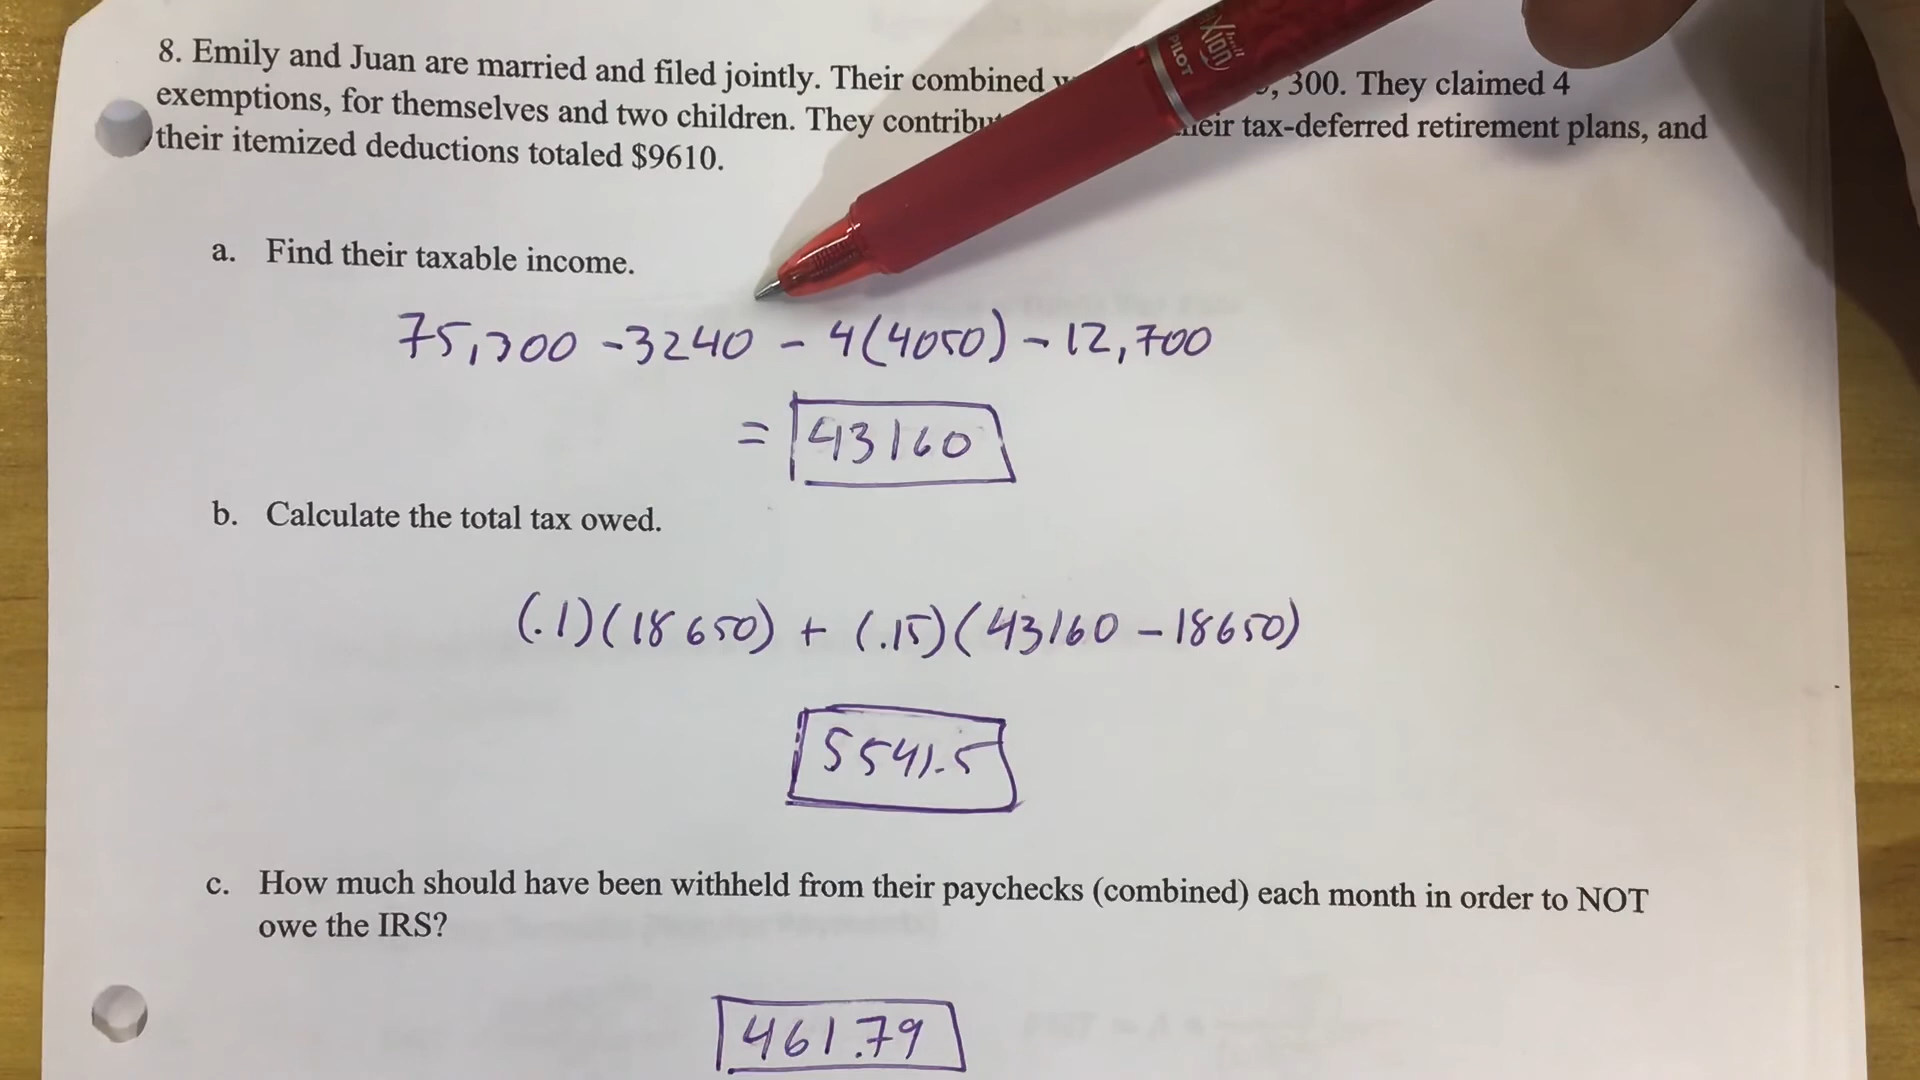 8. Emily and Juan are married and filed jointly. Their combined , 300. They claimed 4
exemptions, for themselves and two children. They tax-deferred retirement plans, and
their itemized deductions totaled $9610.
a. Find their taxable income.
75,300 - 3240 - 4(4050) - 12,700
= 43160
b. Calculate the total tax owed.
(.1)(18650) + (.15)(43160 - 18650)
5541.5
c. How much should have been withheld from their paychecks (combined) each month in order to NOT
owe the IRS?
461.79
PILOT